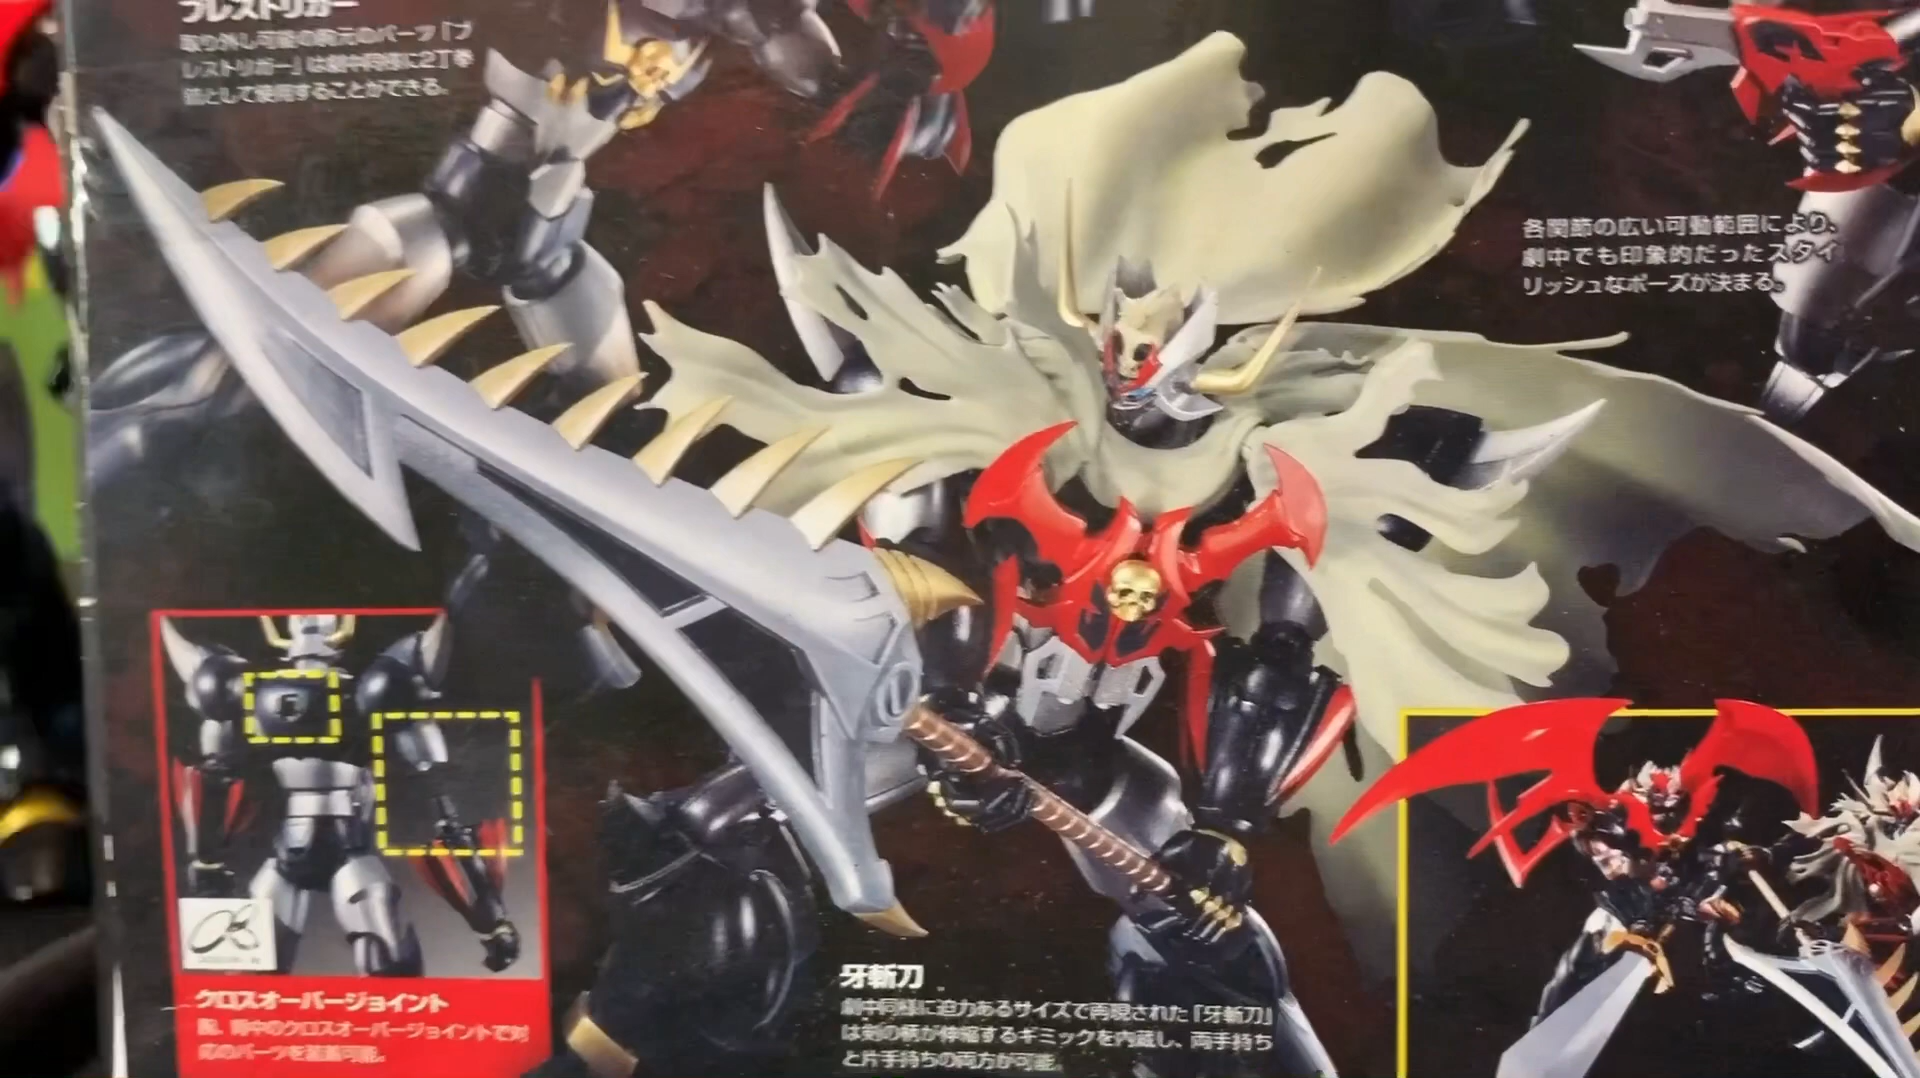 ブレストリガー
取り外し可能の胸元のパーツ「ブ
レストリガー」は劇中同様に2丁拳
銃として使用することができる。
各関節の広い可動範囲により、
劇中でも印象的だったスタイ
リッシュなポーズが決まる。
クロスオーバージョイント
腕、背中のクロスオーバージョイントで対
応のパーツを装着可能。
牙斬刀
劇中同様に迫力あるサイズで再現された「牙斬刀」
は剣の柄が伸縮するギミックを内蔵し、両手持ち
と片手持ちの両方が可能。